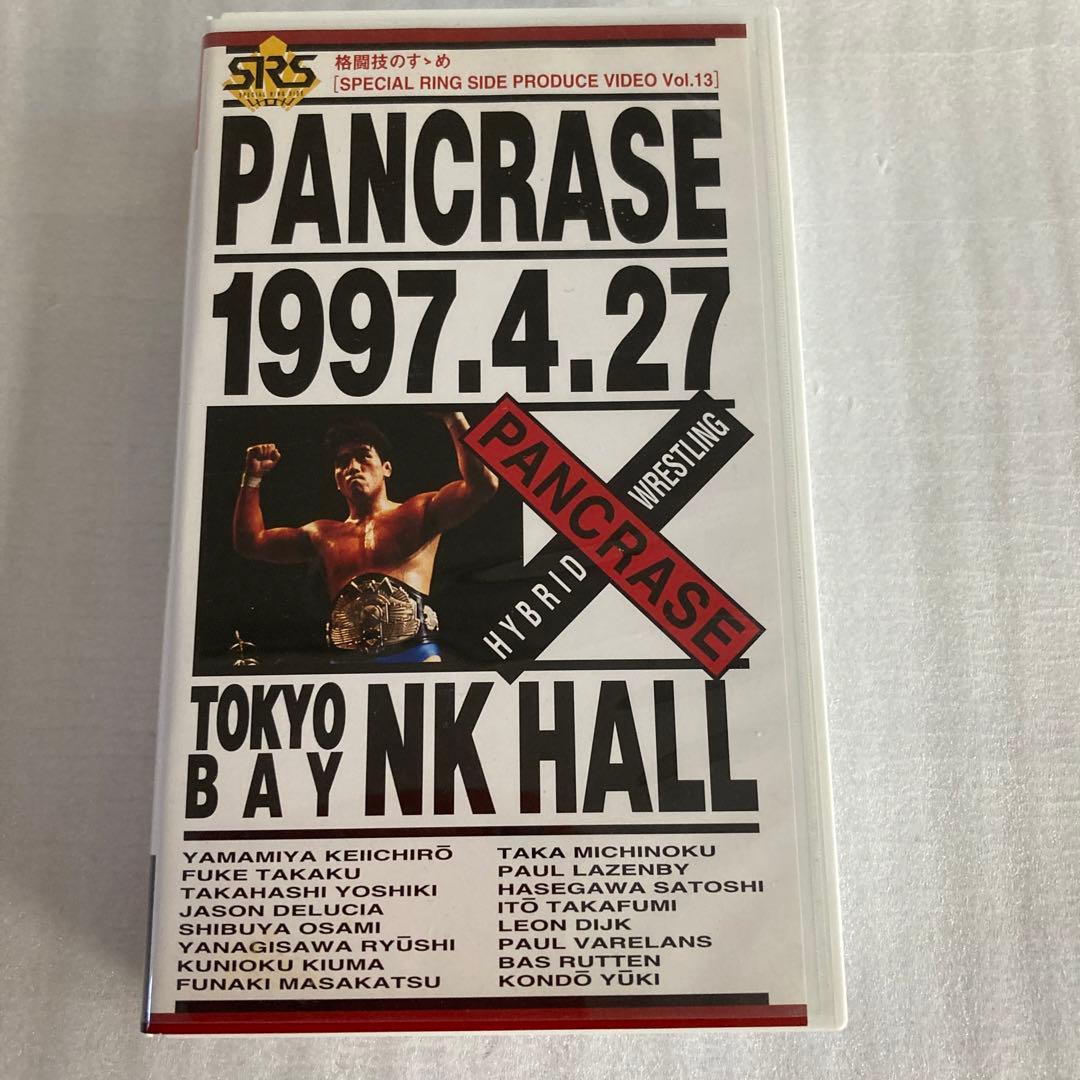 SRS
SPECIAL RING SIDE
格闘技のすゝめ
[SPECIAL RING SIDE PRODUCE VIDEO Vol.13]
PANCRASE
1997.4.27
PANCRASE
HYBRID WRESTLING
TOKYO BAY NK HALL
YAMAMIYA KEIICHIRŌ TAKA MICHINOKU
FUKE TAKAKU PAUL LAZENBY
TAKAHASHI YOSHIKI HASEGAWA SATOSHI
JASON DELUCIA ITŌ TAKAFUMI
SHIBUYA OSAMI LEON DIJK
YANAGISAWA RYŪSHI PAUL VARELANS
KUNIOKU KIUMA BAS RUTTEN
FUNAKI MASAKATSU KONDŌ YŪKI